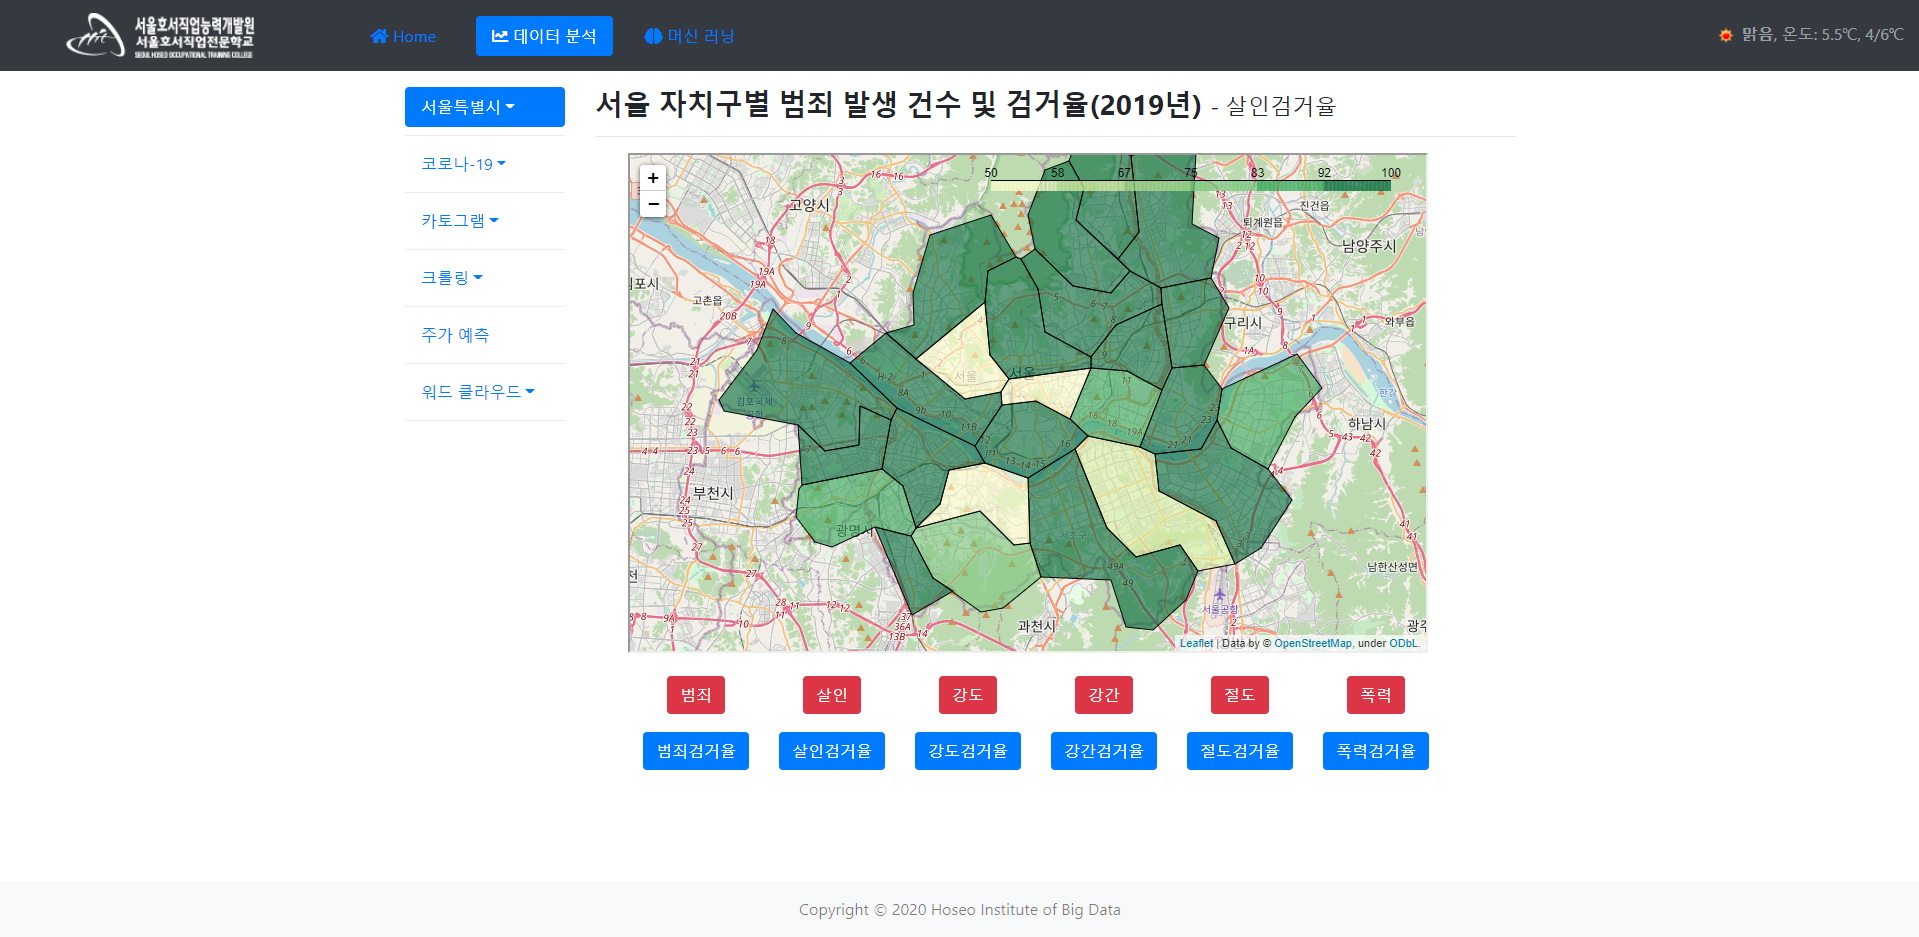 서울호서직업능력개발원
서울호서직업전문학교
SEOUL HOSEO OCCUPATIONAL TRAINING COLLEGE
Home
데이터 분석
머신 러닝
맑음, 온도: 5.5℃, 4/6℃
서울특별시
코로나-19
카토그램
크롤링
주가 예측
워드 클라우드
서울 자치구별 범죄 발생 건수 및 검거율(2019년) - 살인검거율
+
−
50 58 67 75 83 92 100
고양시
진건읍
퇴계원읍
남양주시
김포시
고촌읍
구리시
와부읍
서울
서울
김포국제
공항
한강
하남시
부천시
광명시
서초구
남한산성면
서울공항
과천시
광주
Leaflet | Data by © OpenStreetMap, under ODbL.
범죄 살인 강도 강간 절도 폭력
범죄검거율 살인검거율 강도검거율 강간검거율 절도검거율 폭력검거율
Copyright © 2020 Hoseo Institute of Big Data